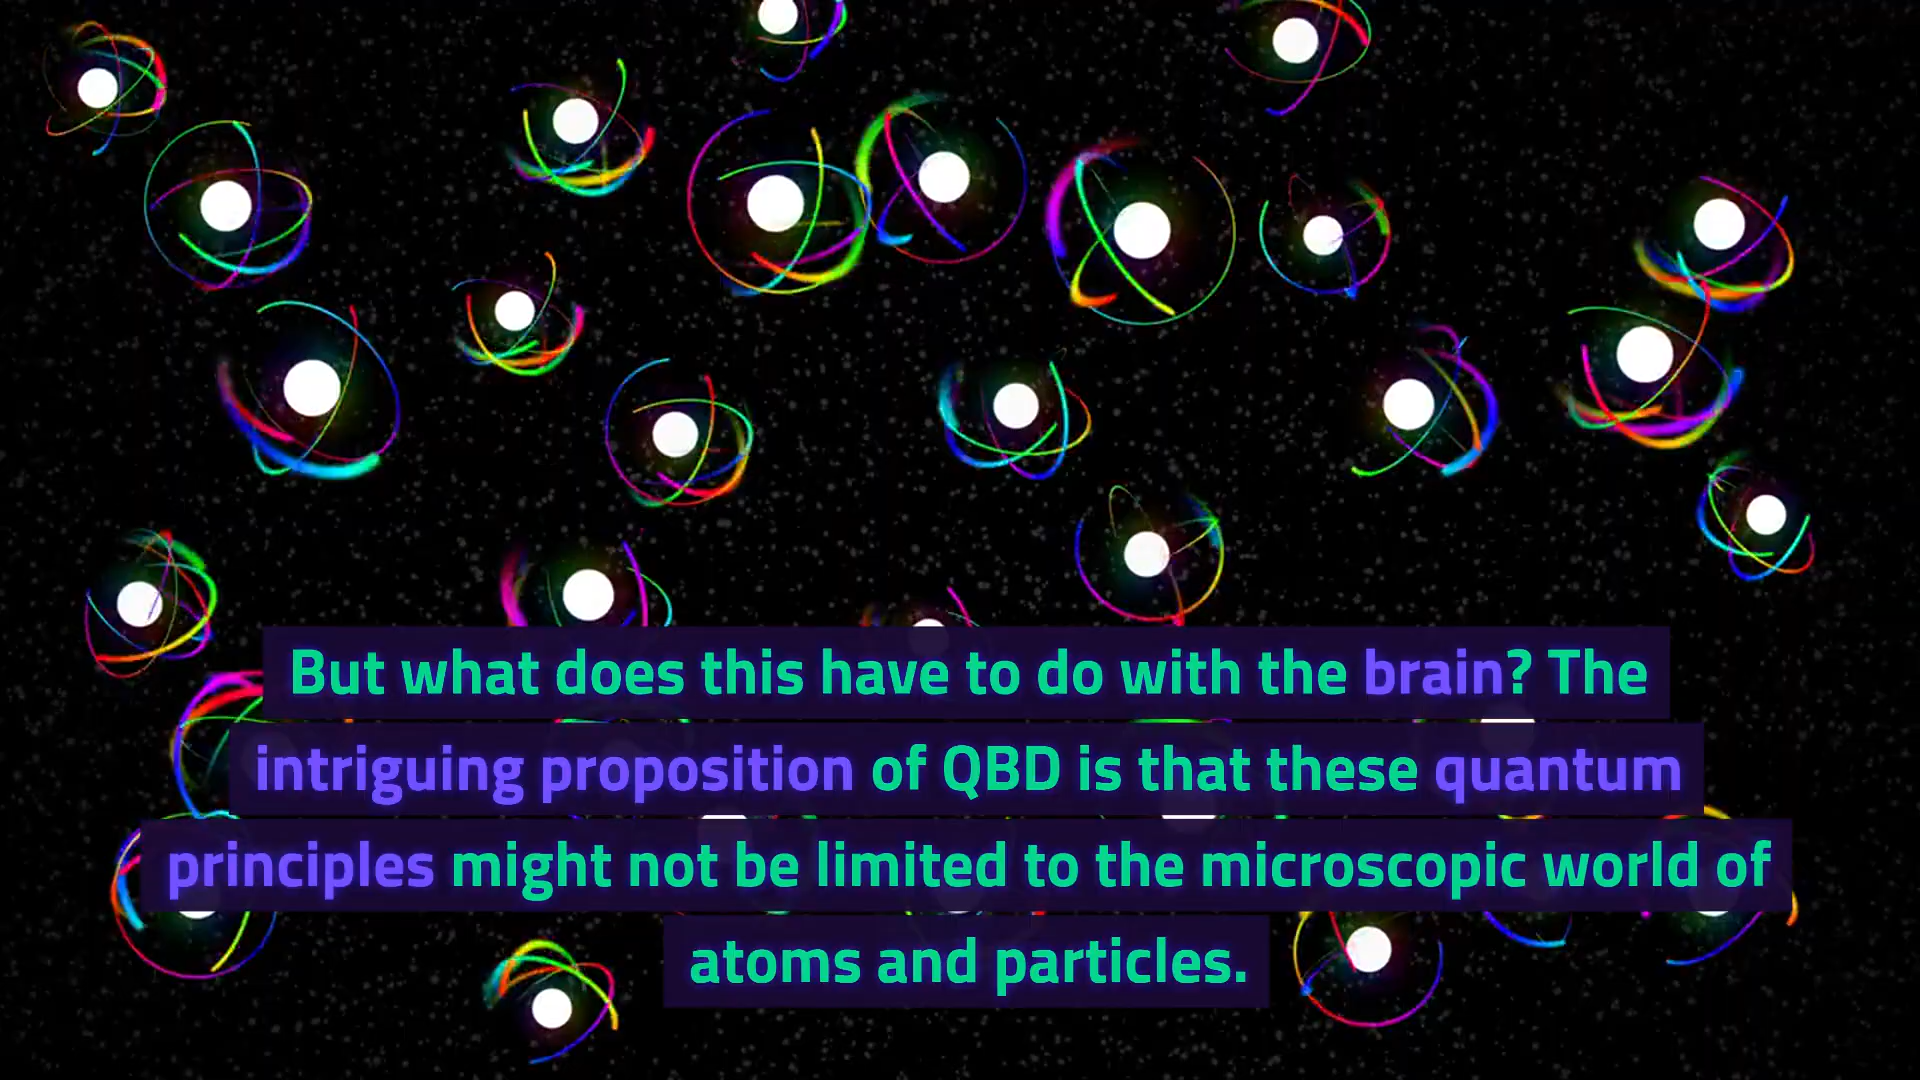 But what does this have to do with the brain? The
intriguing proposition of QBD is that these quantum
principles might not be limited to the microscopic world of
atoms and particles.